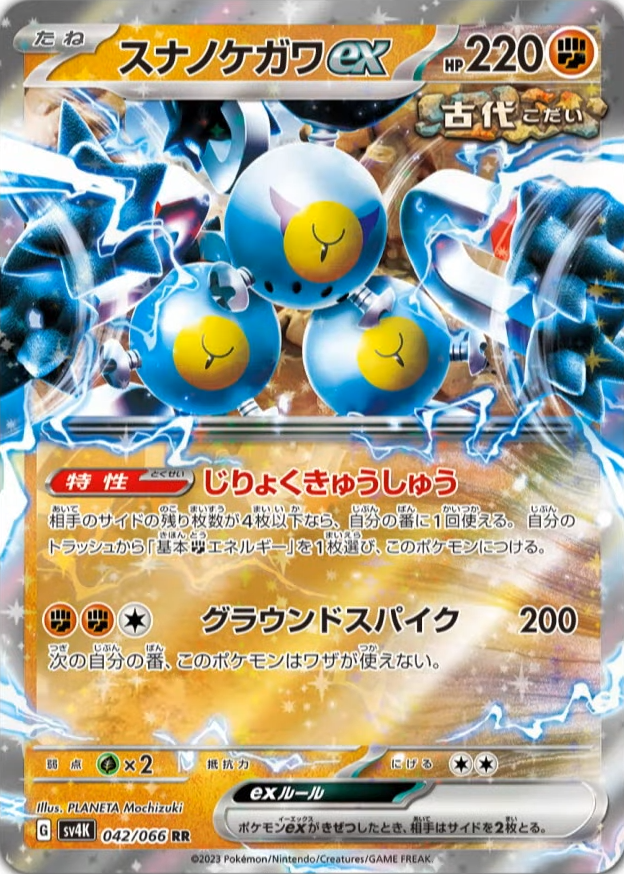 たね
スナノケガワex
HP220
古代 こだい
特性 とくせい
じりょくきゅうしゅう
相手のサイドの残り枚数が4枚以下なら、自分の番に1回使える。自分の
トラッシュから「基本エネルギー」を1枚選び、このポケモンにつける。
グラウンドスパイク 200
次の自分の番、このポケモンはワザが使えない。
弱点 ×2 抵抗力 にげる
exルール
ポケモンexがきぜつしたとき、相手はサイドを2枚とる。
Illus. PLANETA Mochizuki
G sv4K 042/066 RR
©2023 Pokémon/Nintendo/Creatures/GAME FREAK.